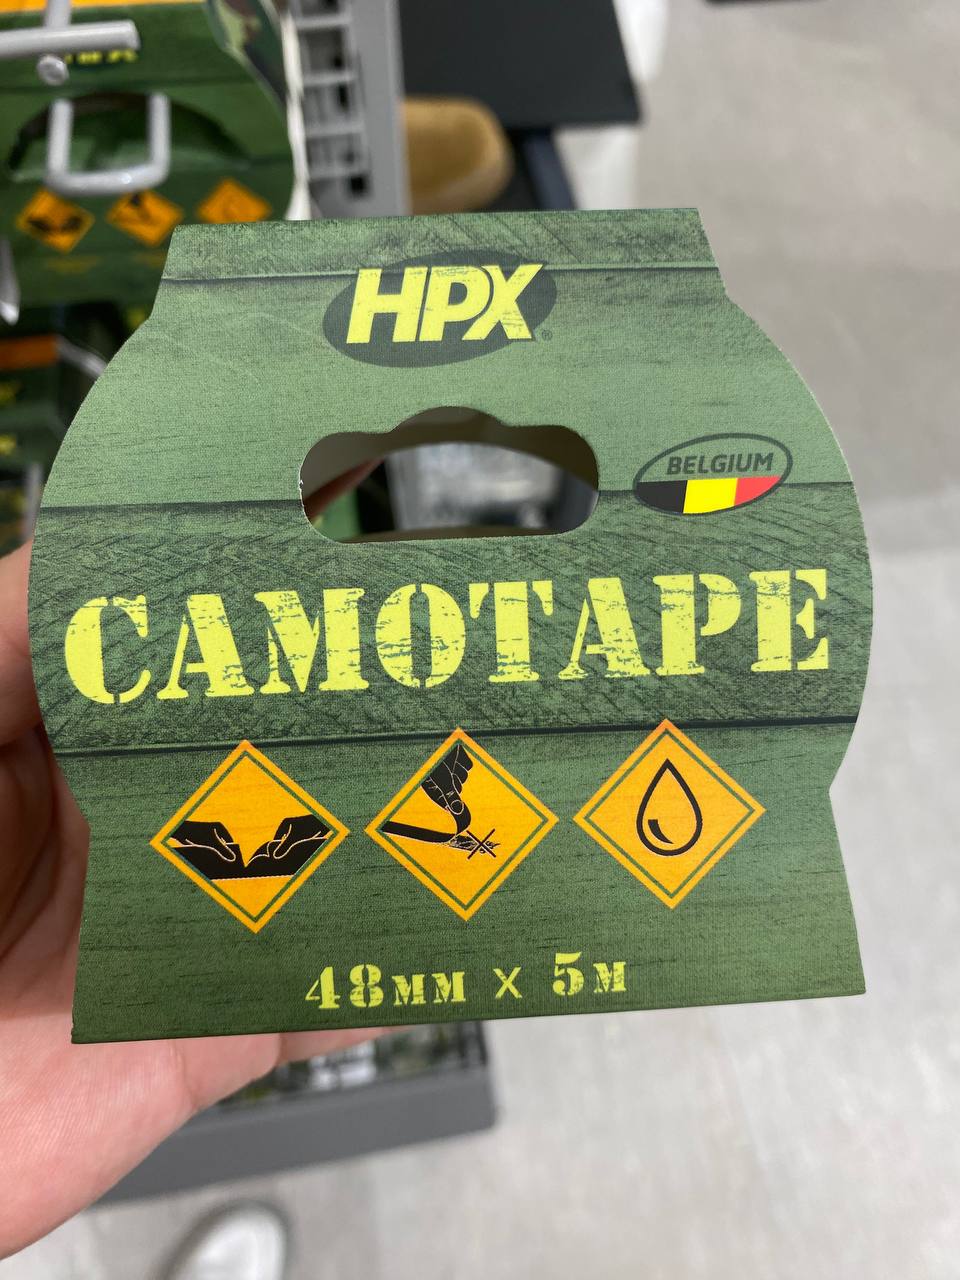 HPX®
BELGIUM
CAMOTAPE
48MM X 5M